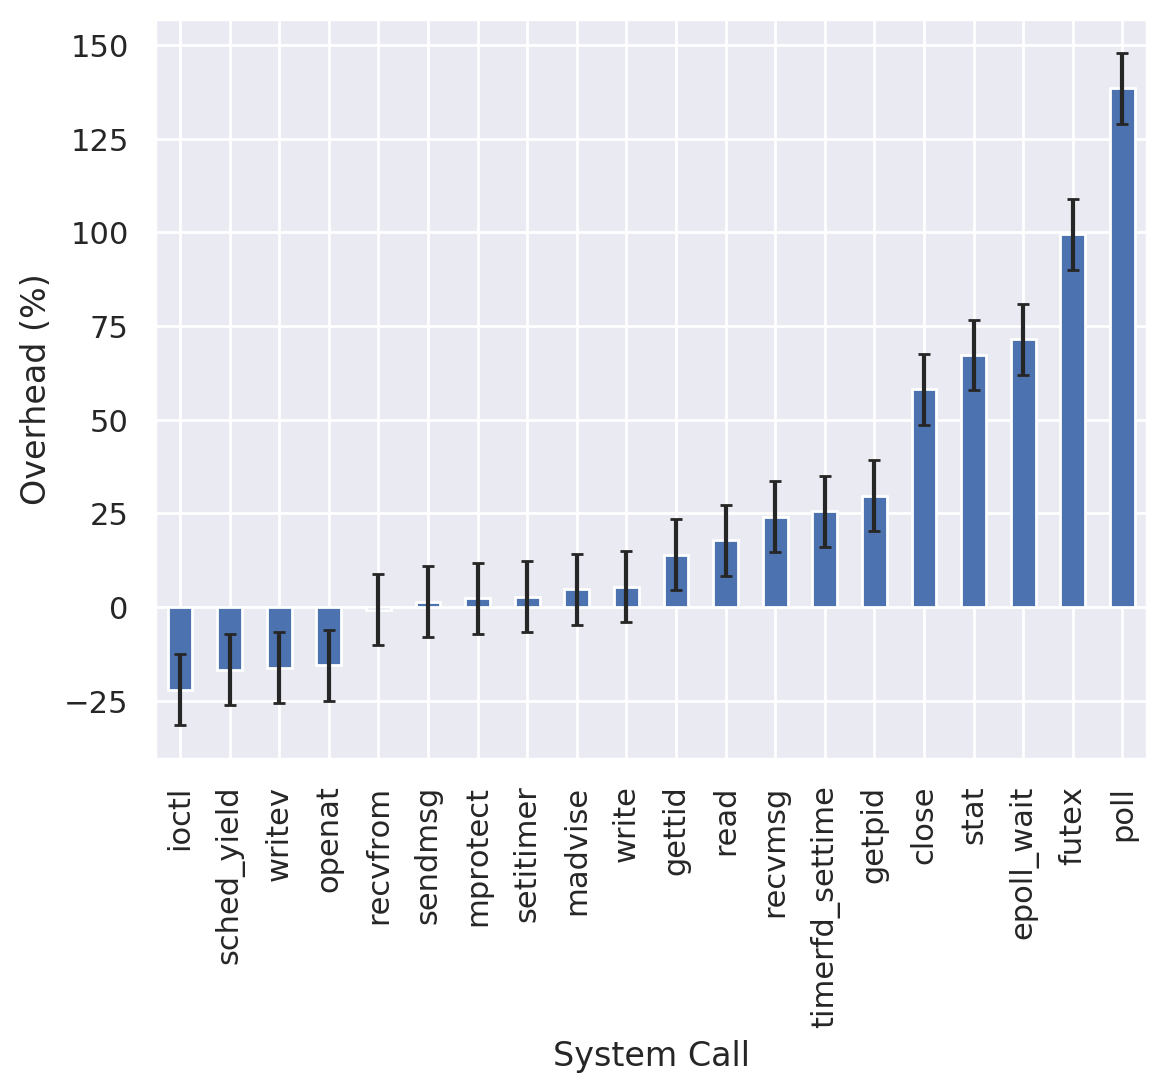 150
125
100
75
50
25
0
−25
Overhead (%)
ioctl
sched_yield
writev
openat
recvfrom
sendmsg
mprotect
setitimer
madvise
write
gettid
read
recvmsg
timerfd_settime
getpid
close
stat
epoll_wait
futex
poll
System Call